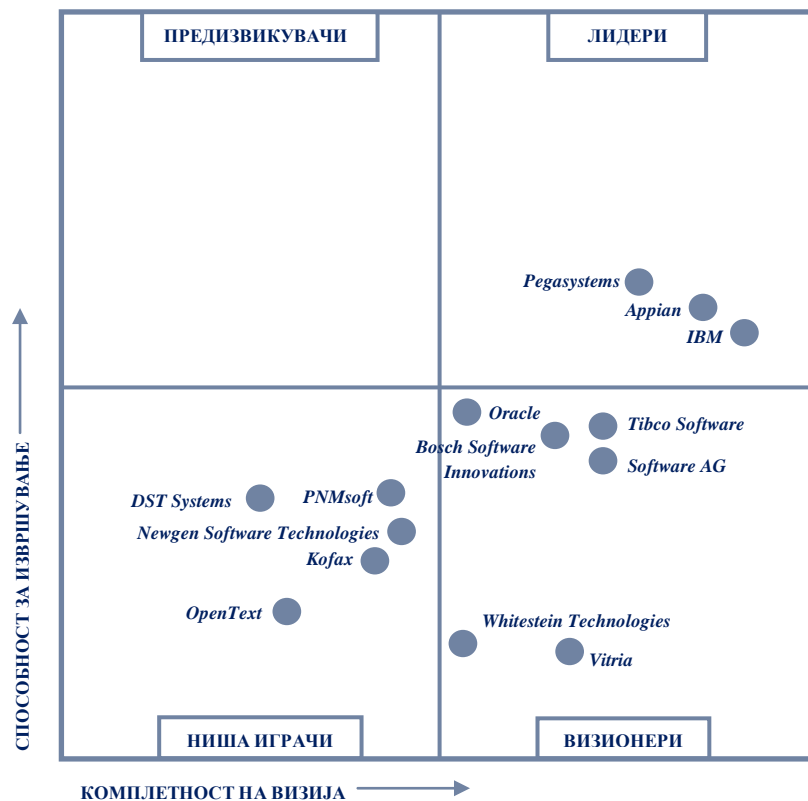 ПРЕДИЗВИКУВАЧИ
ЛИДЕРИ
Pegasystems
Appian
IBM
Oracle
Tibco Software
Bosch Software
Innovations
Software AG
DST Systems
PNMsoft
Newgen Software Technologies
Kofax
OpenText
Whitestein Technologies
Vitria
НИША ИГРАЧИ
ВИЗИОНЕРИ
СПОСОБНОСТ ЗА ИЗВРШУВАЊЕ
КОМПЛЕТНОСТ НА ВИЗИЈА